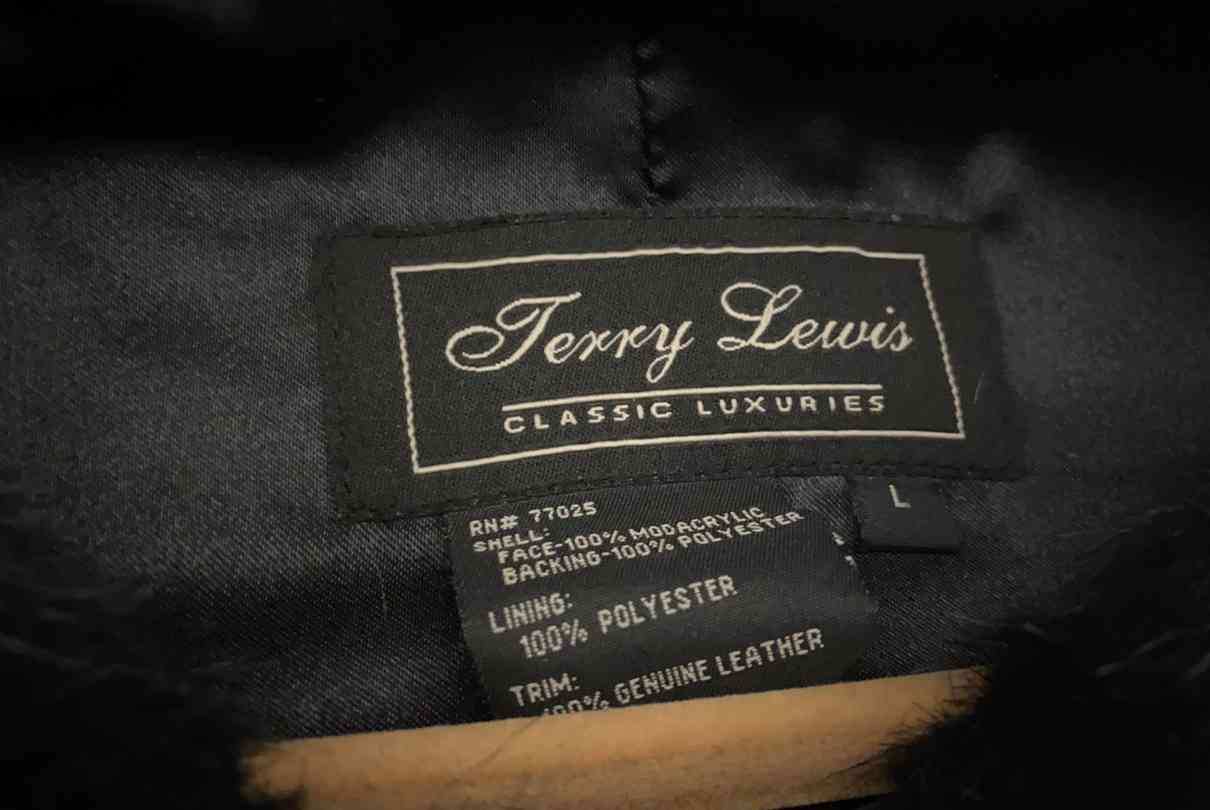 Terry Lewis
CLASSIC LUXURIES
L
RN# 77025
SHELL:
FACE-100% MODACRYLIC
BACKING-100% POLYESTER
LINING:
100% POLYESTER
TRIM:
100% GENUINE LEATHER